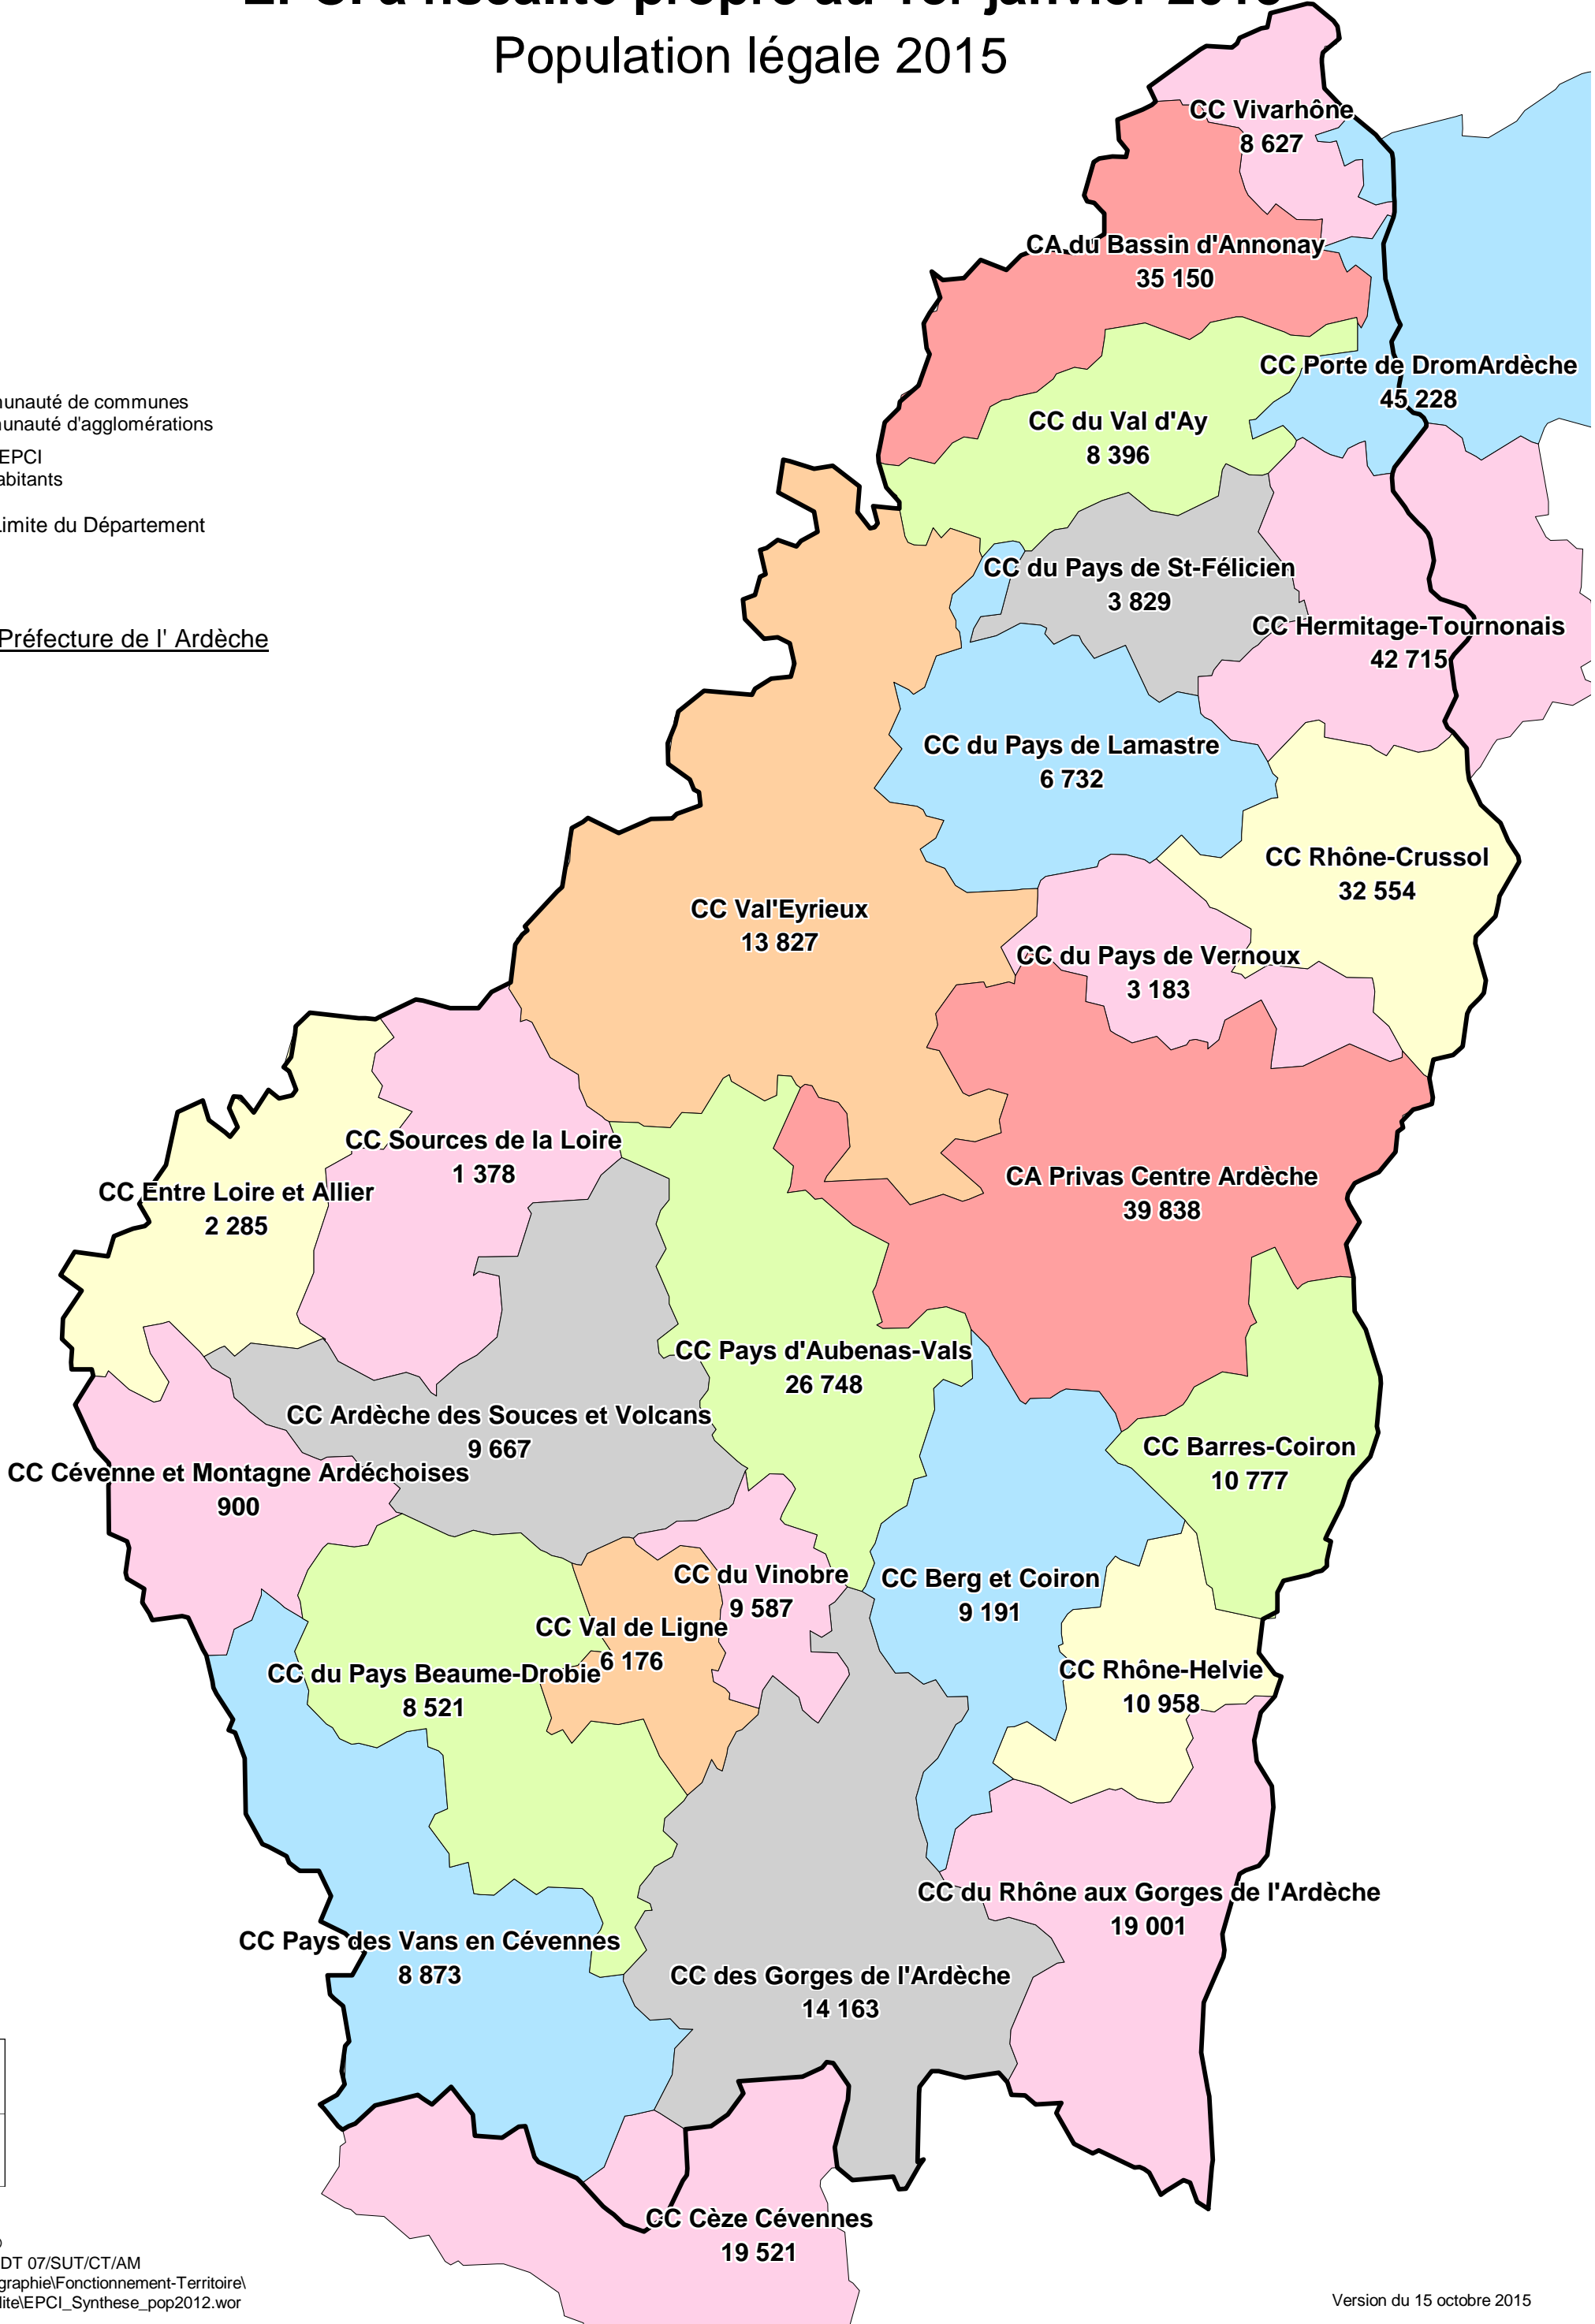 Population légale 2015
CC Vivarhône
8 627
CA du Bassin d'Annonay
35 150
CC Porte de DromArdèche
45 228
munauté de communes
munauté d'agglomérations
EPCI
abitants
Limite du Département
CC du Val d'Ay
8 396
CC du Pays de St-Félicien
3 829
Préfecture de l' Ardèche
CC Hermitage-Tournonais
42 715
CC du Pays de Lamastre
6 732
CC Rhône-Crussol
32 554
CC Val'Eyrieux
13 827
CC du Pays de Vernoux
3 183
CC Sources de la Loire
1 378
CC Entre Loire et Allier
2 285
CA Privas Centre Ardèche
39 838
CC Pays d'Aubenas-Vals
26 748
CC Ardèche des Souces et Volcans
9 667
CC Barres-Coiron
10 777
CC Cévenne et Montagne Ardéchoises
900
CC du Vinobre
9 587
CC Berg et Coiron
9 191
CC Val de Ligne
6 176
CC du Pays Beaume-Drobie
8 521
CC Rhône-Helvie
10 958
CC du Rhône aux Gorges de l'Ardèche
19 001
CC Pays des Vans en Cévennes
8 873
CC des Gorges de l'Ardèche
14 163
CC Cèze Cévennes
19 521
DT 07/SUT/CT/AM
graphie\Fonctionnement-Territoire\
lite\EPCI_Synthese_pop2012.wor
Version du 15 octobre 2015